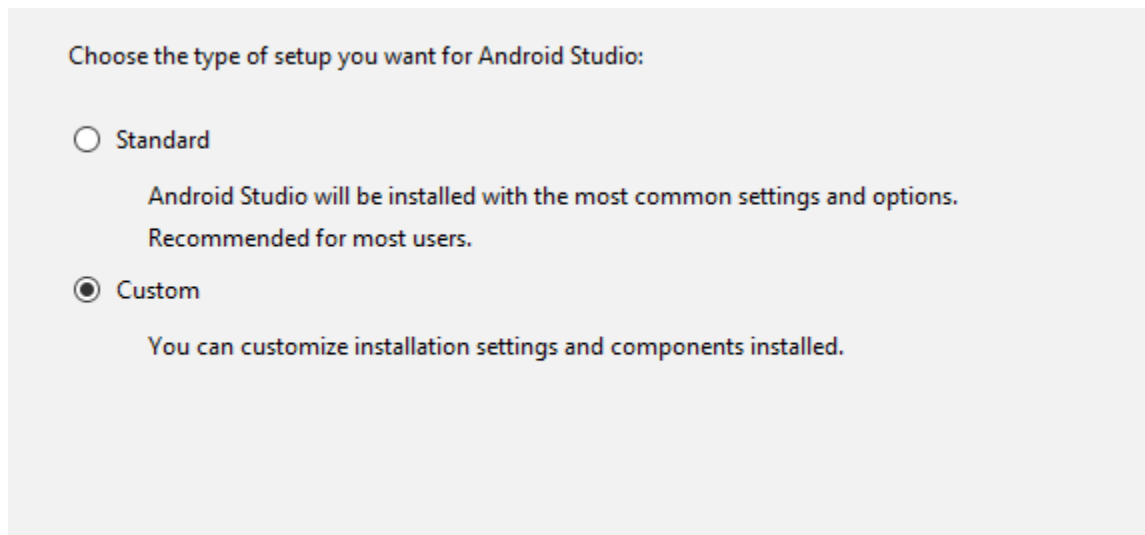 Choose the type of setup you want for Android Studio:
Standard
Android Studio will be installed with the most common settings and options.
Recommended for most users.
Custom
You can customize installation settings and components installed.